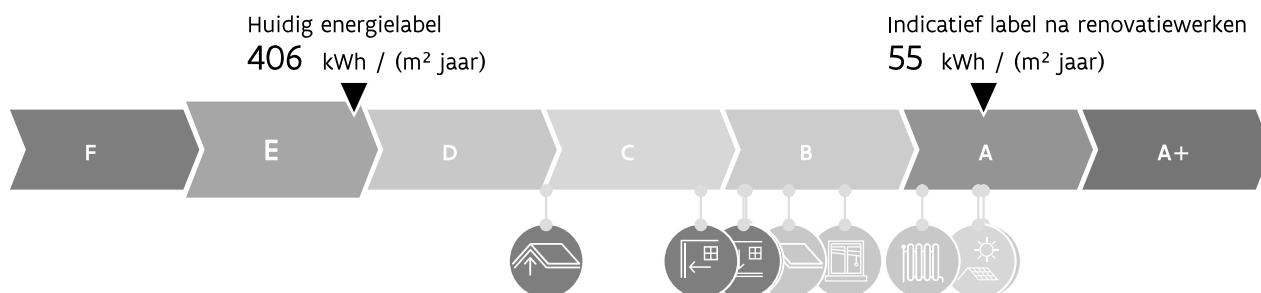 Huidig energielabel
406 kWh / (m² jaar)
Indicatief label na renovatiewerken
55 kWh / (m² jaar)
F E D C B A A+